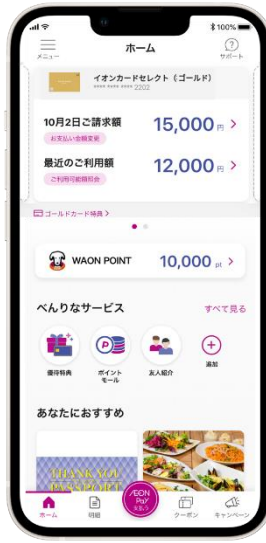 100%
ホーム
メニュー
サポート
イオンカードセレクト（ゴールド）
**** **** **** 2202
10月2日ご請求額
15,000円
お支払い金額変更
最近のご利用額
12,000円
ご利用可能額照会
ゴールドカード特典
WAON POINT
10,000 pt
べんりなサービス
すべて見る
優待特典
ポイント
モール
友人紹介
追加
あなたにおすすめ
THANK YOU
PASSPORT
ホーム
明細
AEON
Pay
支払う
クーポン
キャンペーン